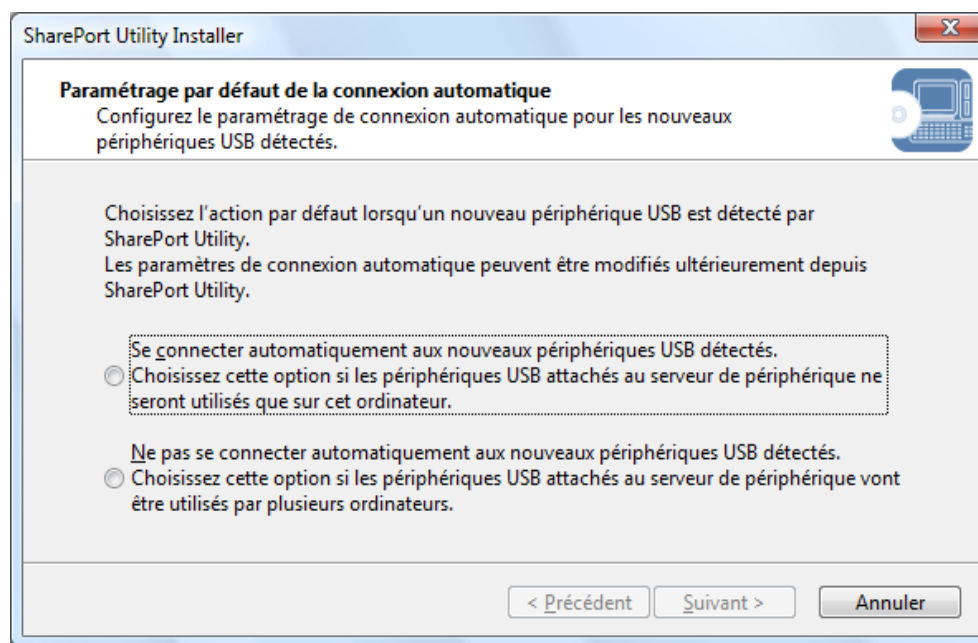 SharePort Utility Installer
Paramétrage par défaut de la connexion automatique
Configurez le paramétrage de connexion automatique pour les nouveaux
périphériques USB détectés.
Choisissez l'action par défaut lorsqu'un nouveau périphérique USB est détecté par
SharePort Utility.
Les paramètres de connexion automatique peuvent être modifiés ultérieurement depuis
SharePort Utility.
Se connecter automatiquement aux nouveaux périphériques USB détectés.
Choisissez cette option si les périphériques USB attachés au serveur de périphérique ne
seront utilisés que sur cet ordinateur.
Ne pas se connecter automatiquement aux nouveaux périphériques USB détectés.
Choisissez cette option si les périphériques USB attachés au serveur de périphérique vont
être utilisés par plusieurs ordinateurs.
< Précédent Suivant > Annuler